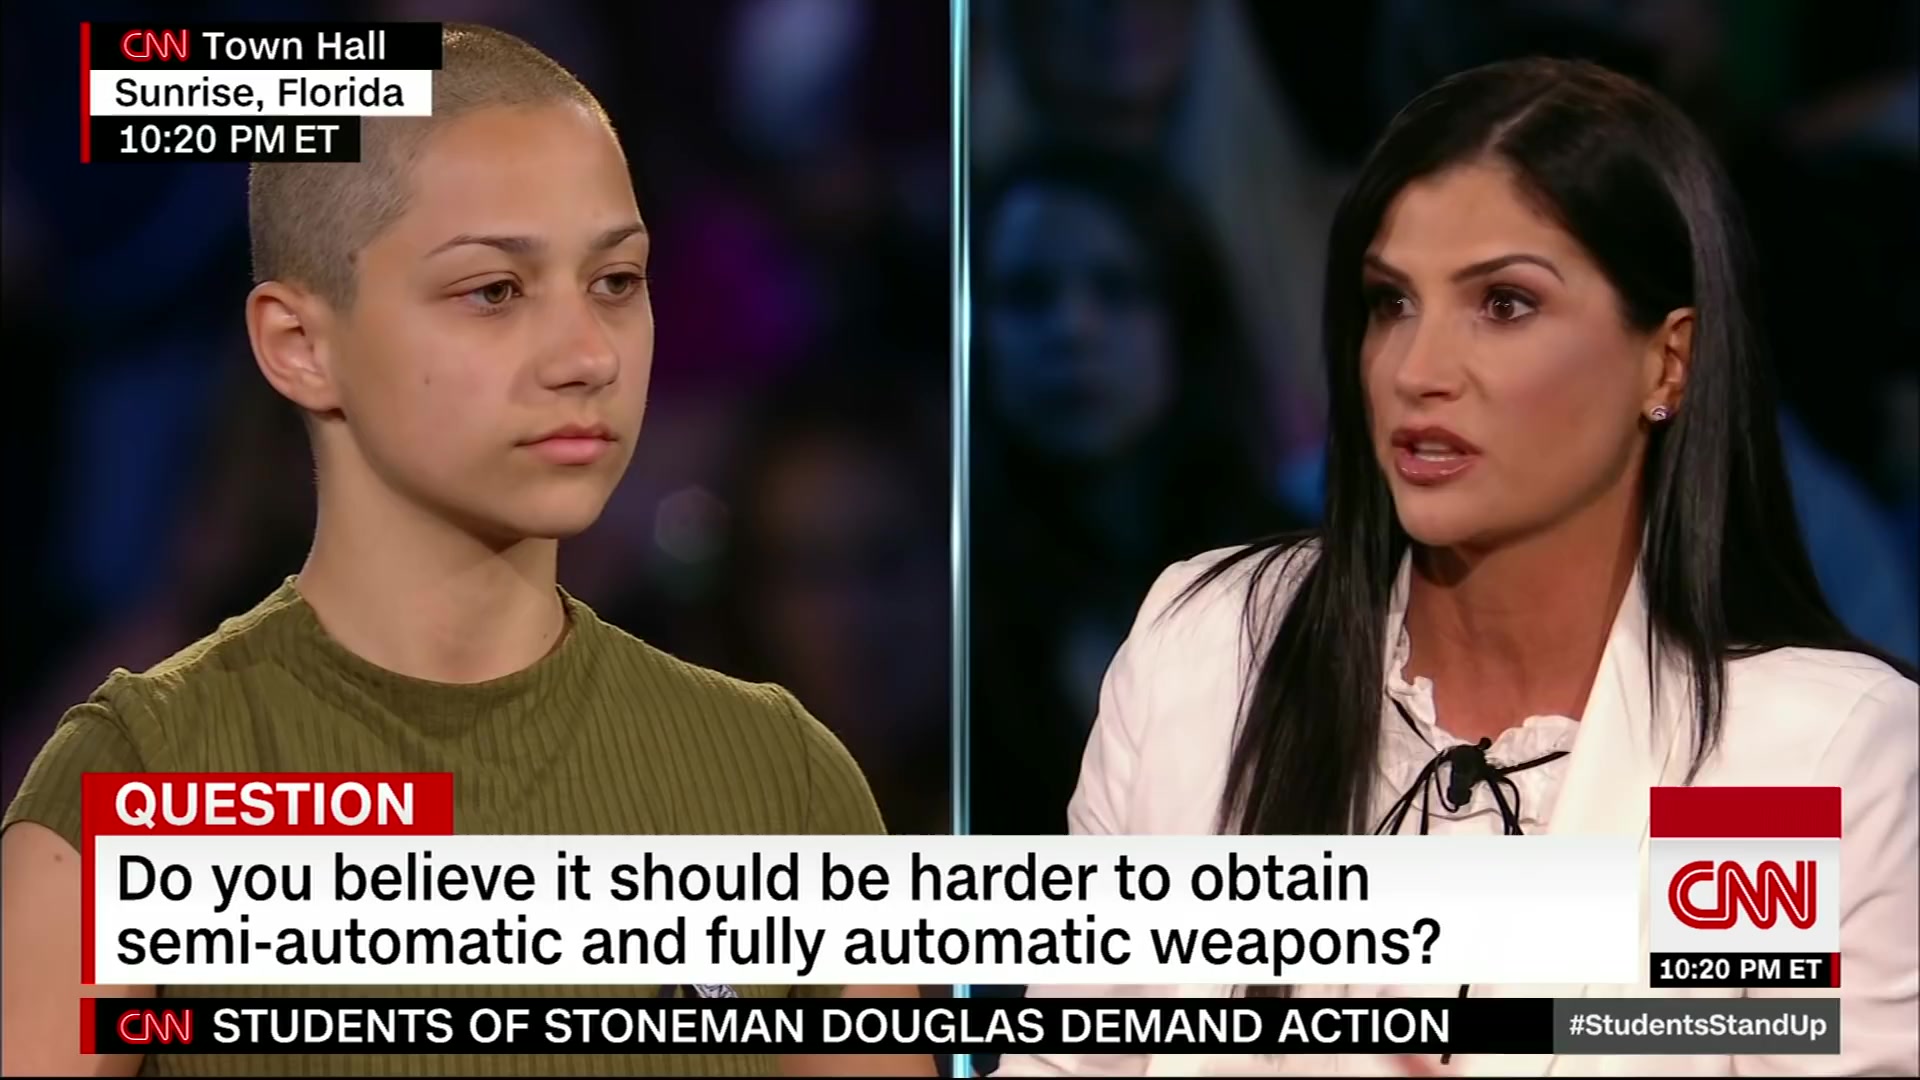 CNN Town Hall
Sunrise, Florida
10:20 PM ET
QUESTION
Do you believe it should be harder to obtain
semi-automatic and fully automatic weapons?
CNN
10:20 PM ET
CNN STUDENTS OF STONEMAN DOUGLAS DEMAND ACTION
#StudentsStandUp